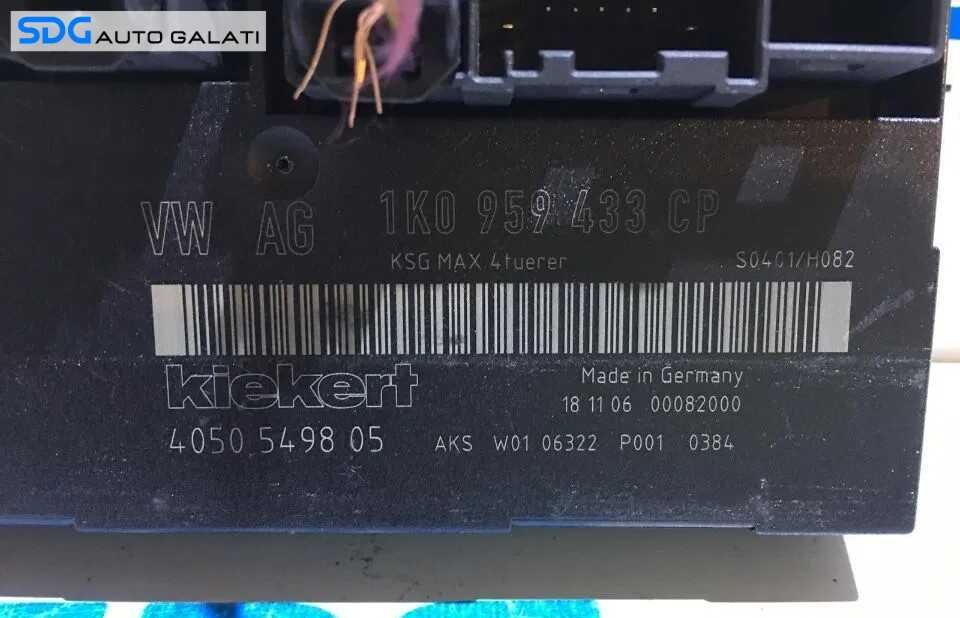 SDG AUTO GALATI
VW AG 1K0 959 433 CP
KSG MAX 4tuerer S0401/H082
kiekert
Made in Germany
18 11 06 00082000
4050 5498 05 AKS W01 06322 P001 0384